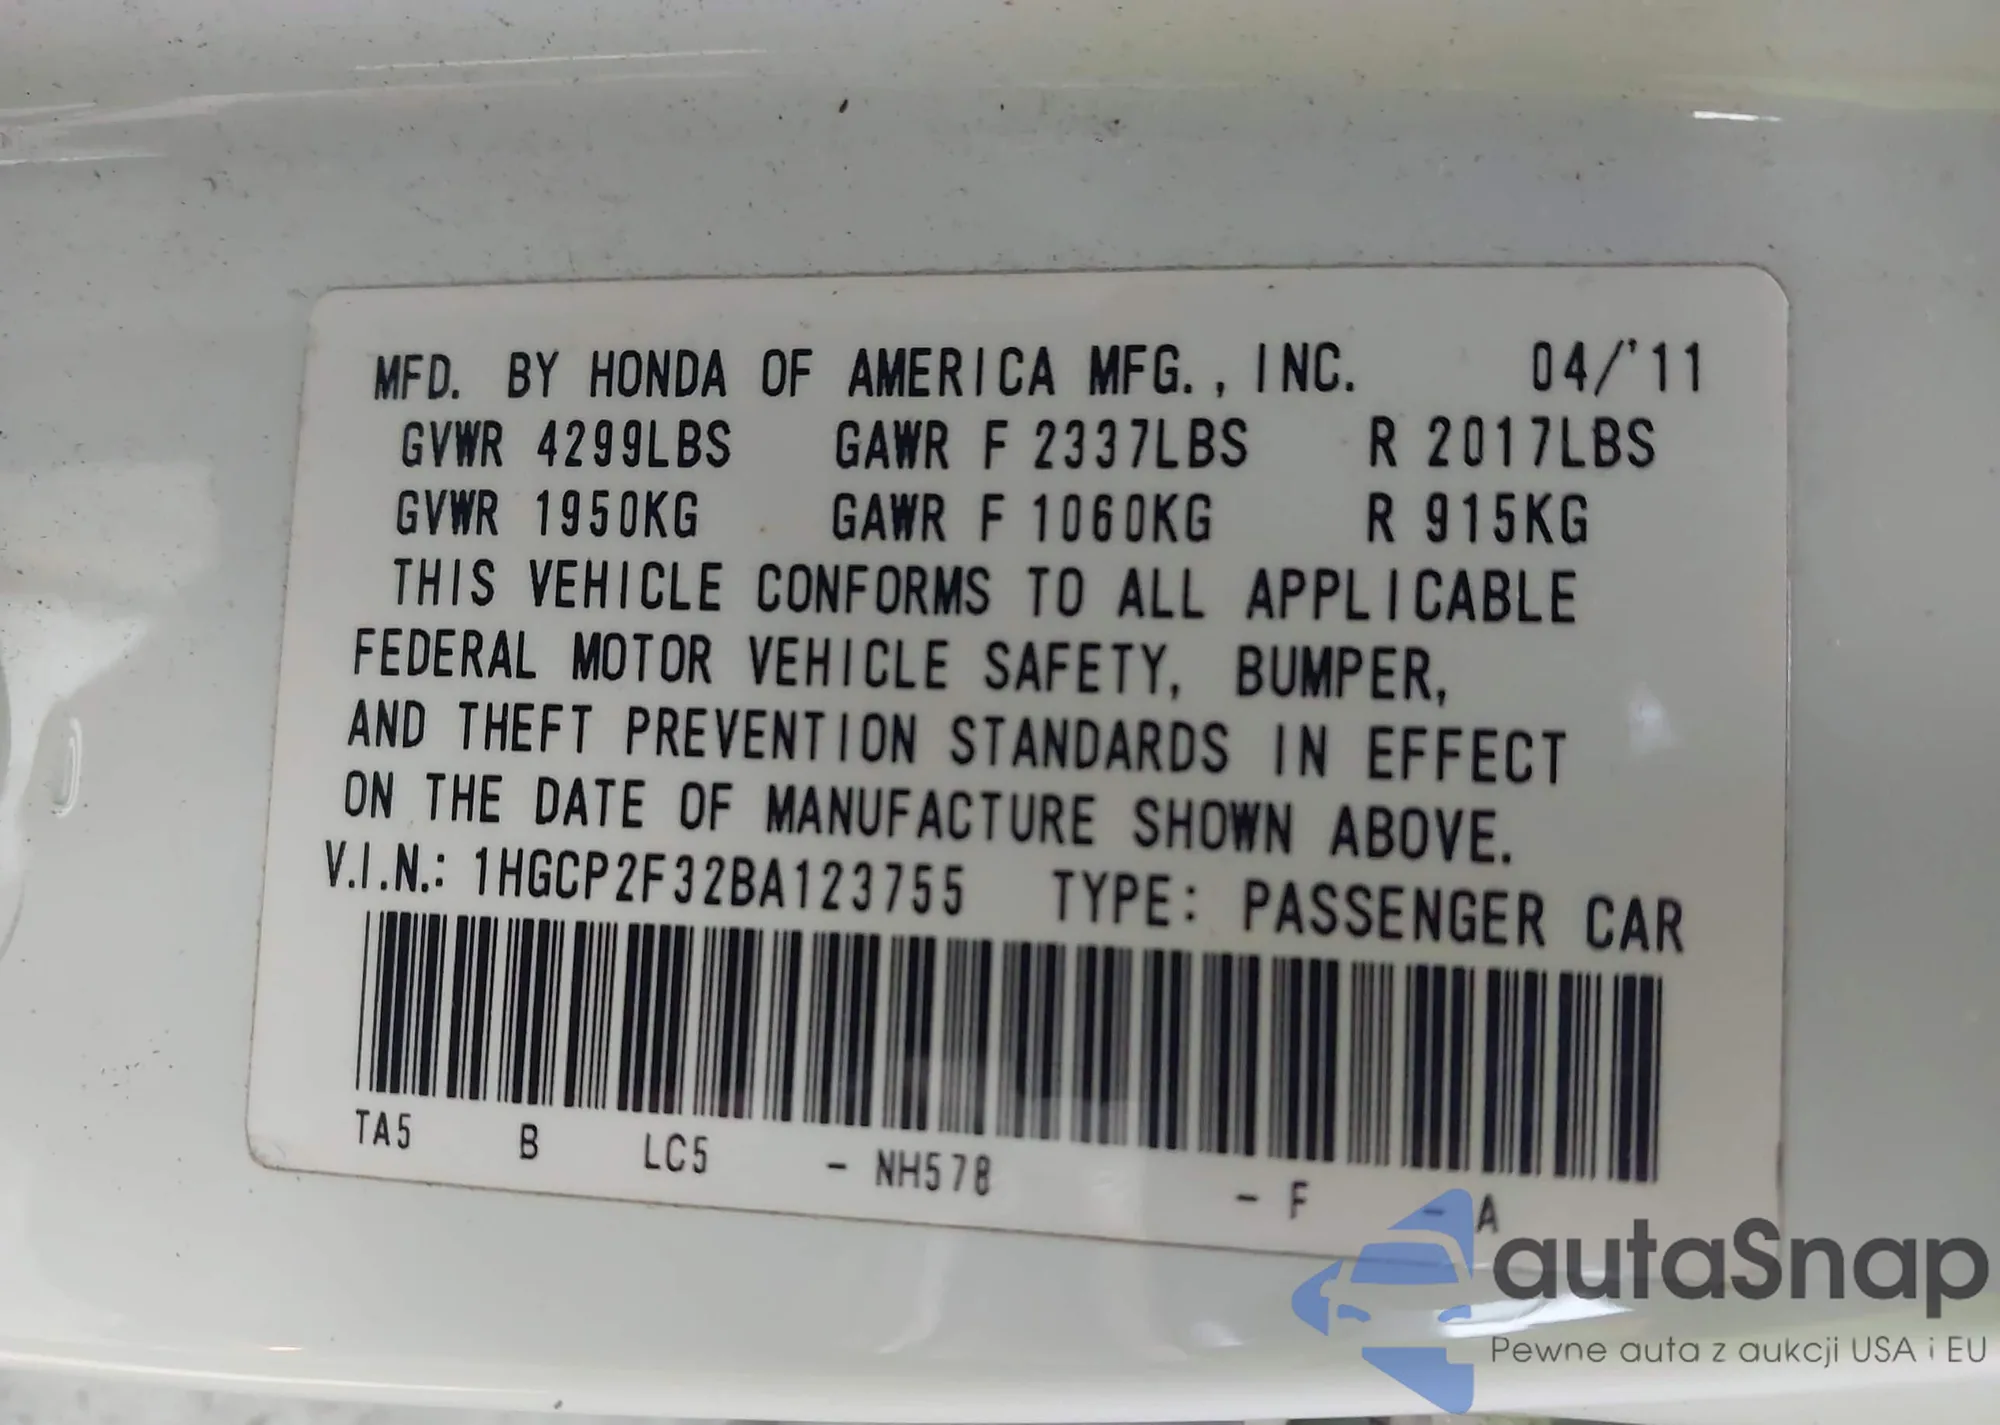 MFD. BY HONDA OF AMERICA MFG., INC. 04/'11
GVWR 4299LBS GAWR F 2337LBS R 2017LBS
GVWR 1950KG GAWR F 1060KG R 915KG
THIS VEHICLE CONFORMS TO ALL APPLICABLE
FEDERAL MOTOR VEHICLE SAFETY, BUMPER,
AND THEFT PREVENTION STANDARDS IN EFFECT
ON THE DATE OF MANUFACTURE SHOWN ABOVE.
V.I.N.: 1HGCP2F32BA123755 TYPE: PASSENGER CAR
TA5 B LC5 - NH578 - F - A
autaSnap
Pewne auta z aukcji USA i EU